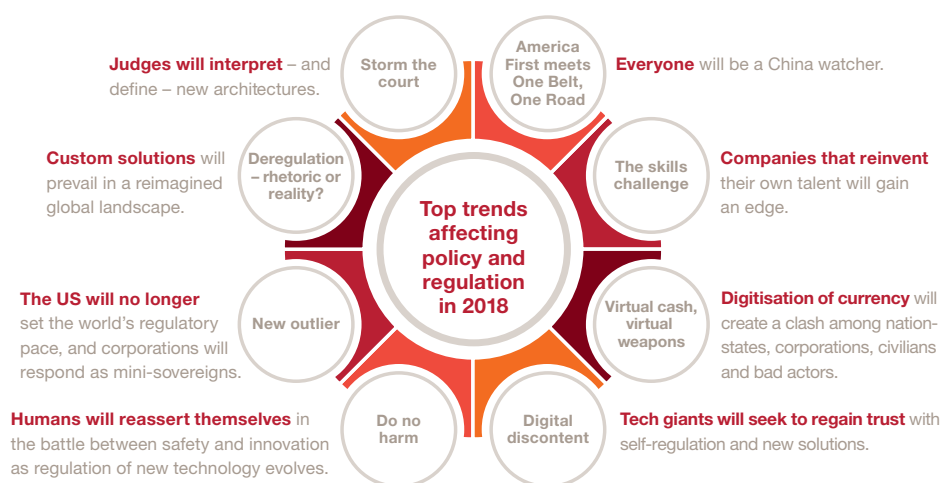 Judges will interpret – and
define – new architectures.
Storm the
court
America
First meets
One Belt,
One Road
Everyone will be a China watcher.
Custom solutions will
prevail in a reimagined
global landscape.
Deregulation
– rhetoric or
reality?
The skills
challenge
Companies that reinvent
their own talent will gain
an edge.
Top trends
affecting
policy and
regulation
in 2018
The US will no longer
set the world's regulatory
pace, and corporations will
respond as mini-sovereigns.
New outlier
Virtual cash,
virtual
weapons
Digitisation of currency will
create a clash among nation-
states, corporations, civilians
and bad actors.
Humans will reassert themselves in
the battle between safety and innovation
as regulation of new technology evolves.
Do no
harm
Digital
discontent
Tech giants will seek to regain trust with
self-regulation and new solutions.